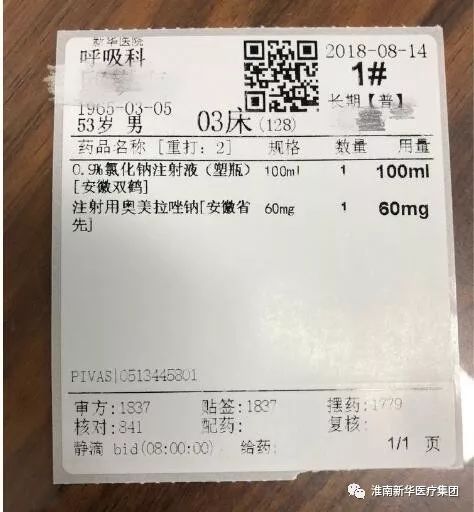 新华医院
呼吸科
2018-08-14
1#
长期【普】
1965-03-05
53岁 男
03床(128)
药品名称 [重打: 2] 规格 数量 用量
0.9%氯化钠注射液（塑瓶） 100ml 1 100ml
[安徽双鹤]
注射用奥美拉唑钠[安徽省 60mg 1 60mg
先]
PIVAS|0513445801
审方:1837 贴签:1837 摆药:1779
核对:841 配药: 复核:
静滴 bid(08:00:00) 给药: 1/1 页
淮南新华医疗集团